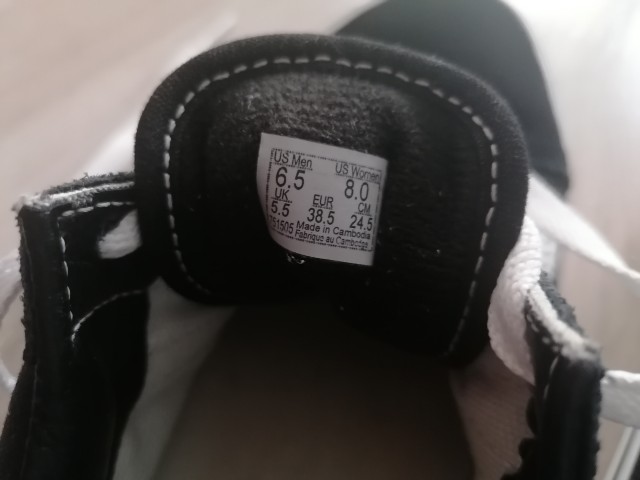 US Men US Women
6.5 8.0
UK EUR CM
5.5 38.5 24.5
751505 Made in Cambodia
Fabriqué au Cambodge